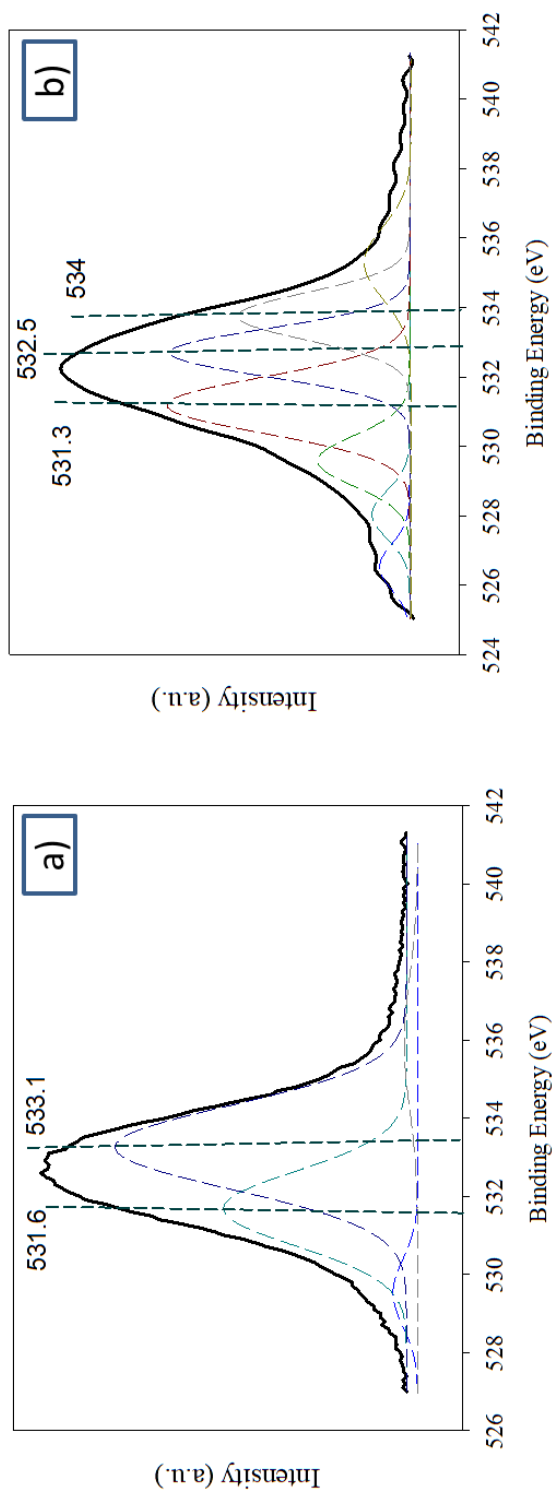 a)
531.6
533.1
Intensity (a.u.)
526 528 530 532 534 536 538 540 542
Binding Energy (eV)
b)
531.3
532.5
534
Intensity (a.u.)
524 526 528 530 532 534 536 538 540 542
Binding Energy (eV)